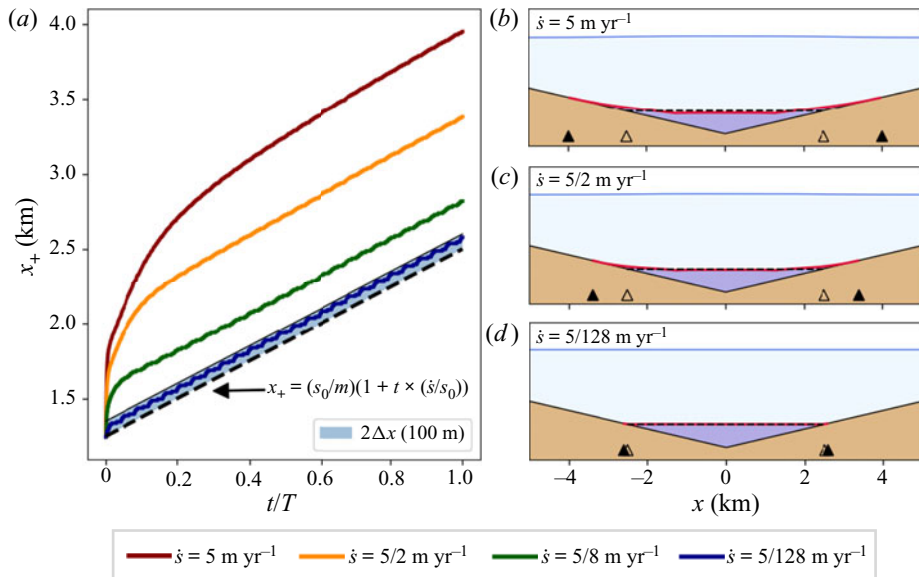 (a)
4.0
3.5
3.0
2.5
2.0
1.5
x₊ (km)
x₊ = (s₀/m)(1 + t × (ṡ/s₀))
2Δx (100 m)
0
0.2
0.4
0.6
0.8
1.0
t/T
(b)
ṡ = 5 m yr⁻¹
(c)
ṡ = 5/2 m yr⁻¹
(d)
ṡ = 5/128 m yr⁻¹
−4
−2
0
2
4
x (km)
ṡ = 5 m yr⁻¹
ṡ = 5/2 m yr⁻¹
ṡ = 5/8 m yr⁻¹
ṡ = 5/128 m yr⁻¹